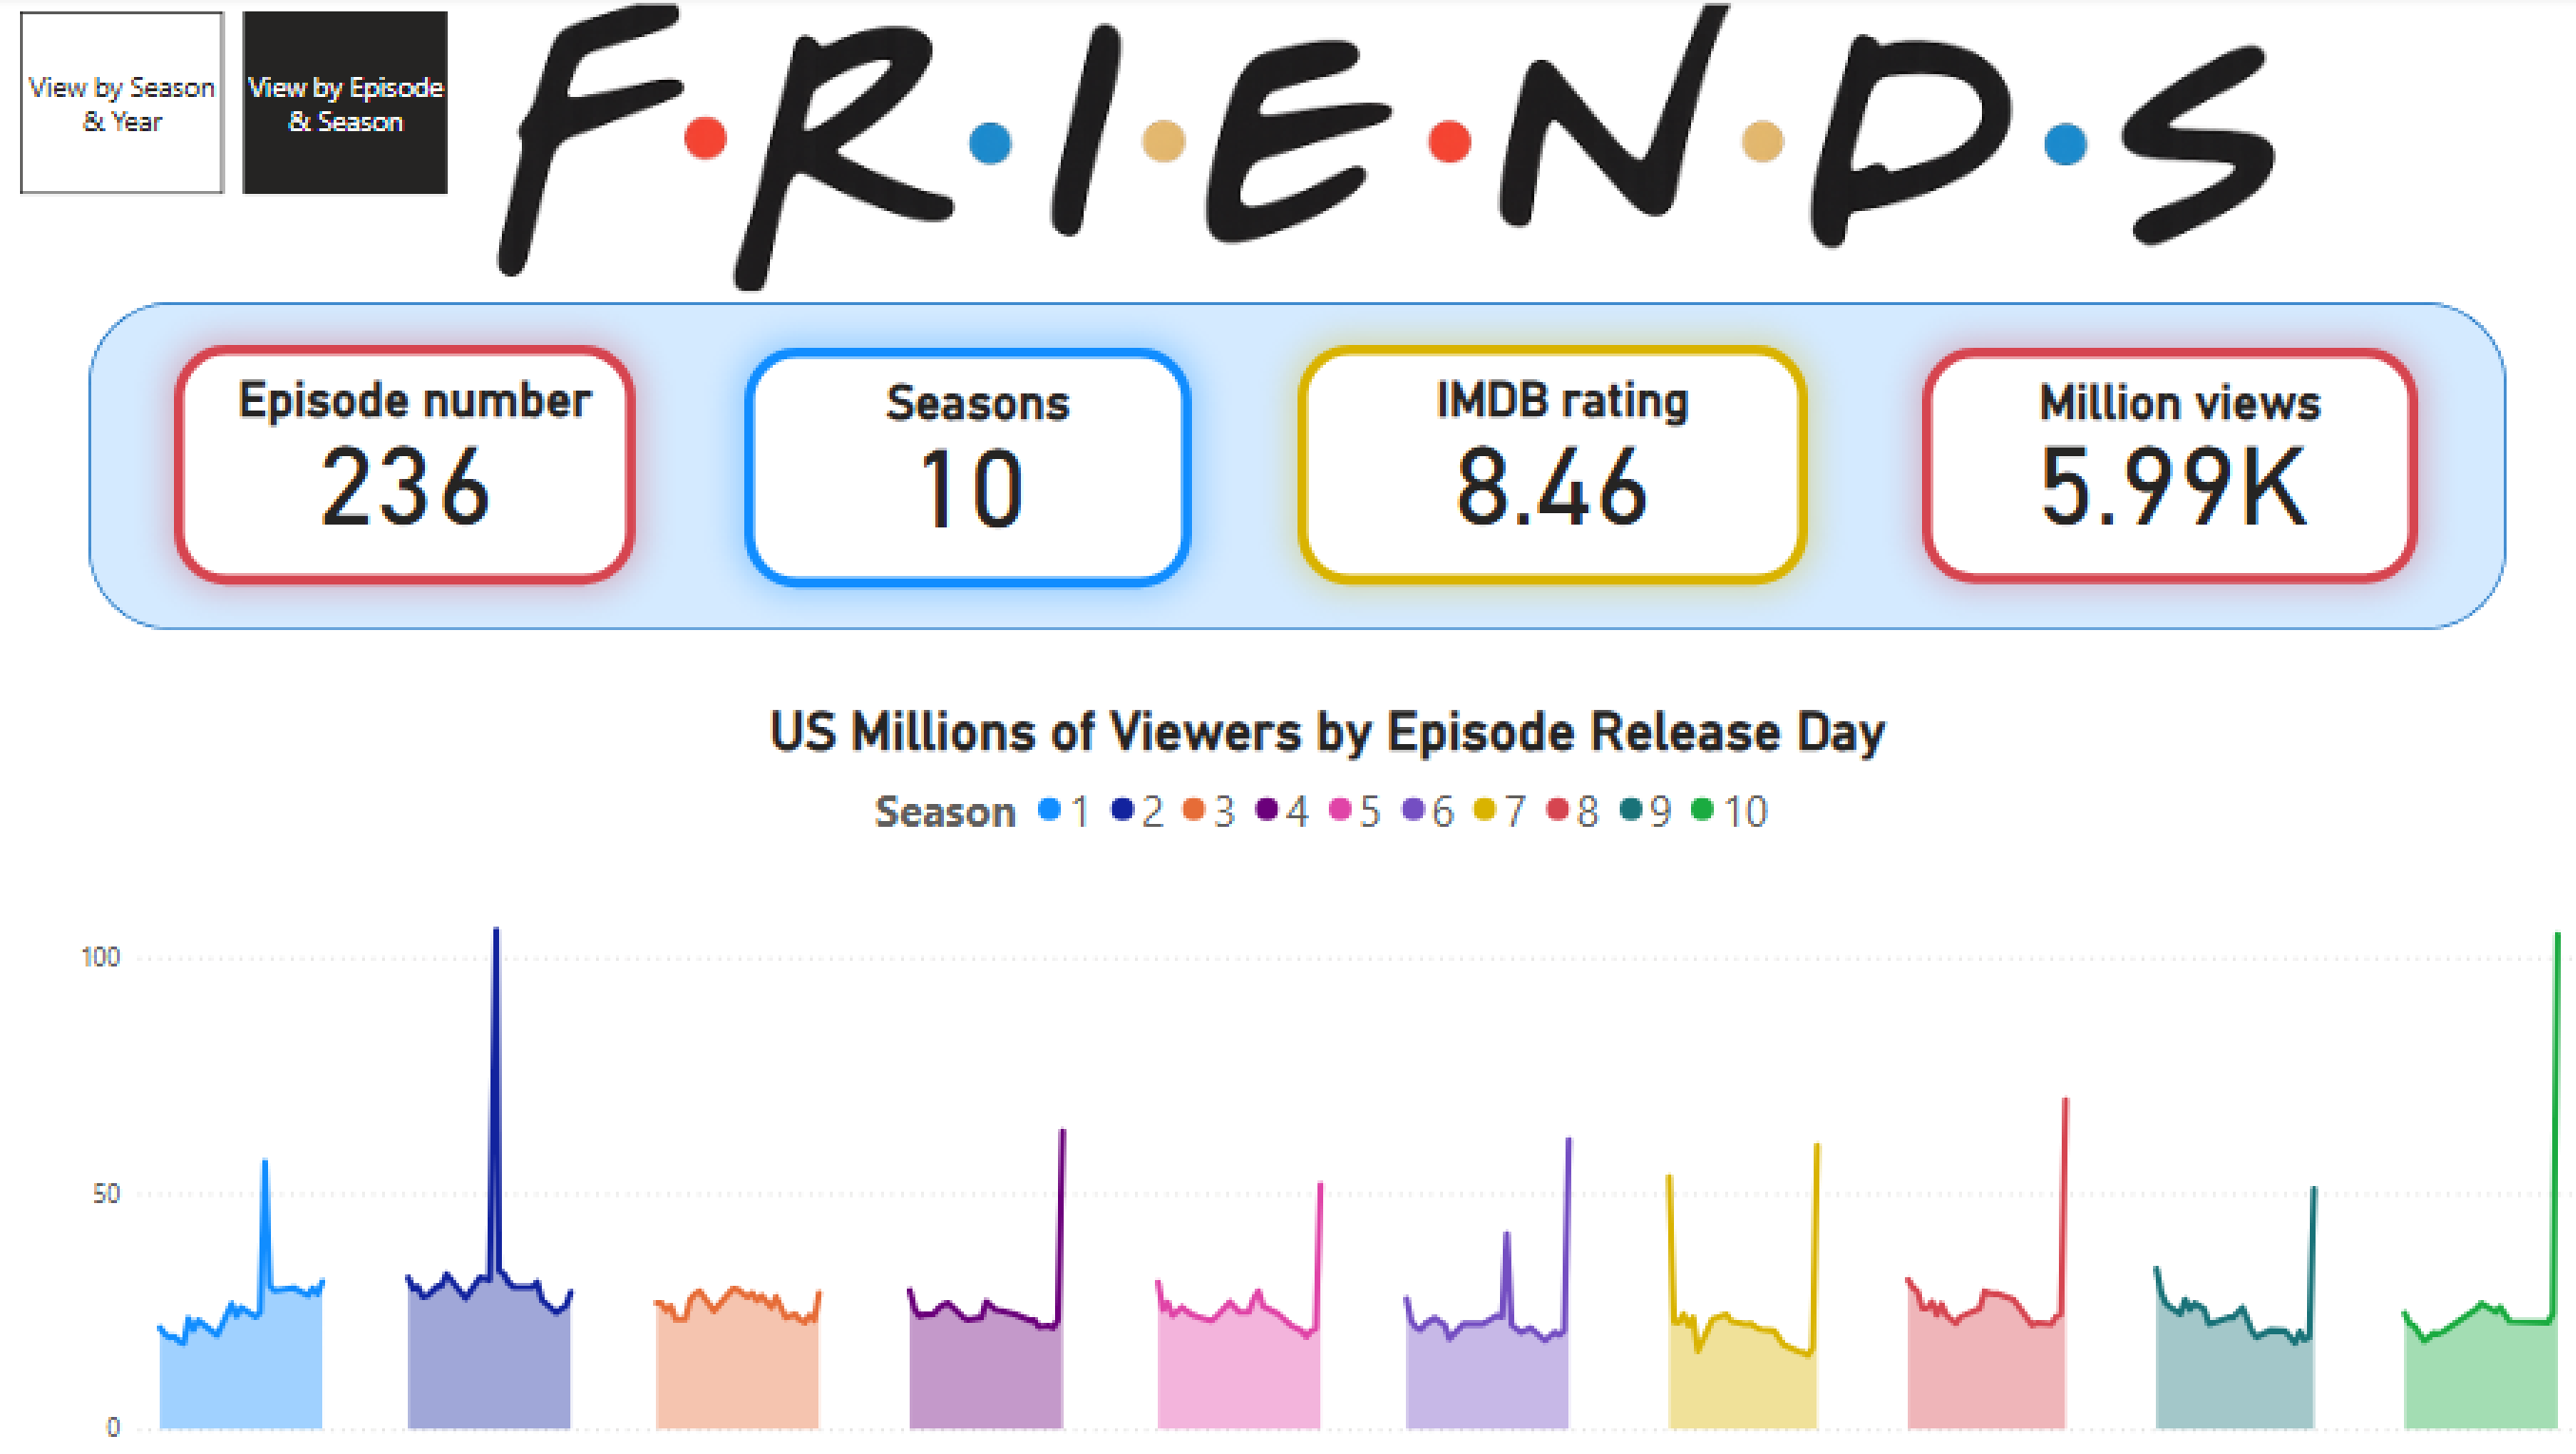 View by Season
& Year
View by Episode
& Season
F•R•I•E•N•D•S
Episode number
236
Seasons
10
IMDB rating
8.46
Million views
5.99K
US Millions of Viewers by Episode Release Day
Season 1 2 3 4 5 6 7 8 9 10
100
50
0